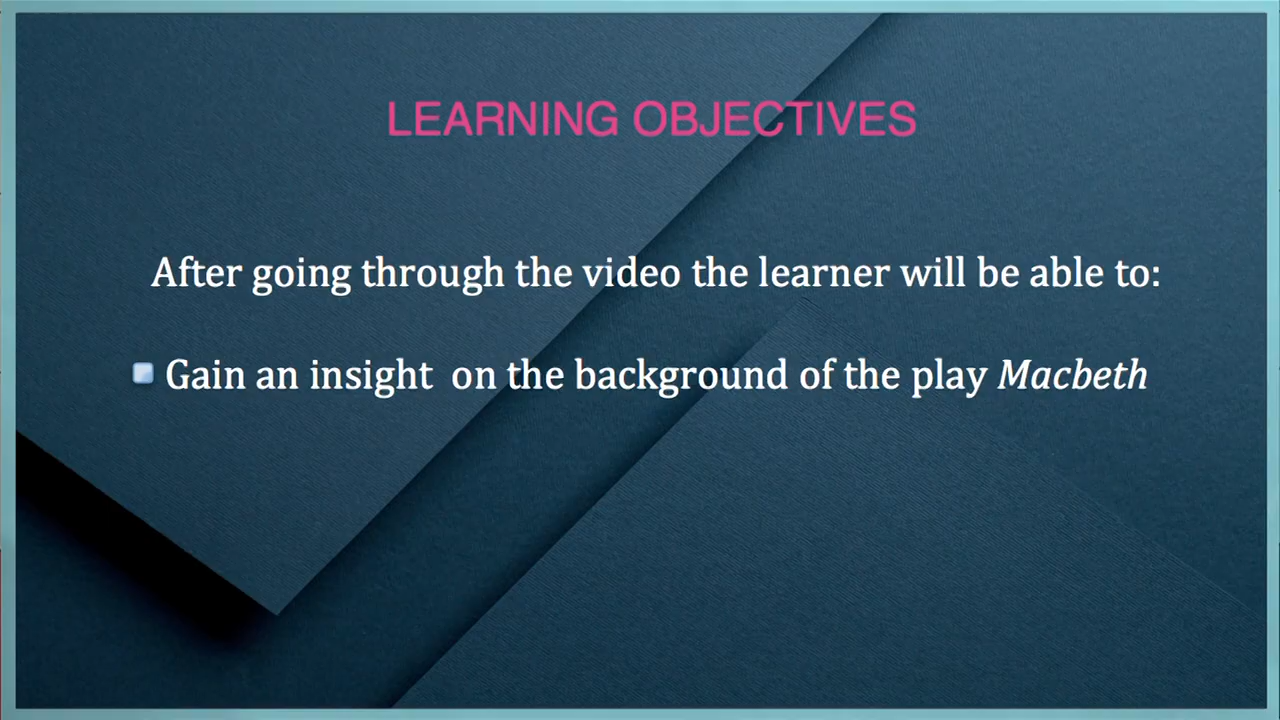 LEARNING OBJECTIVES
After going through the video the learner will be able to:
Gain an insight on the background of the play Macbeth